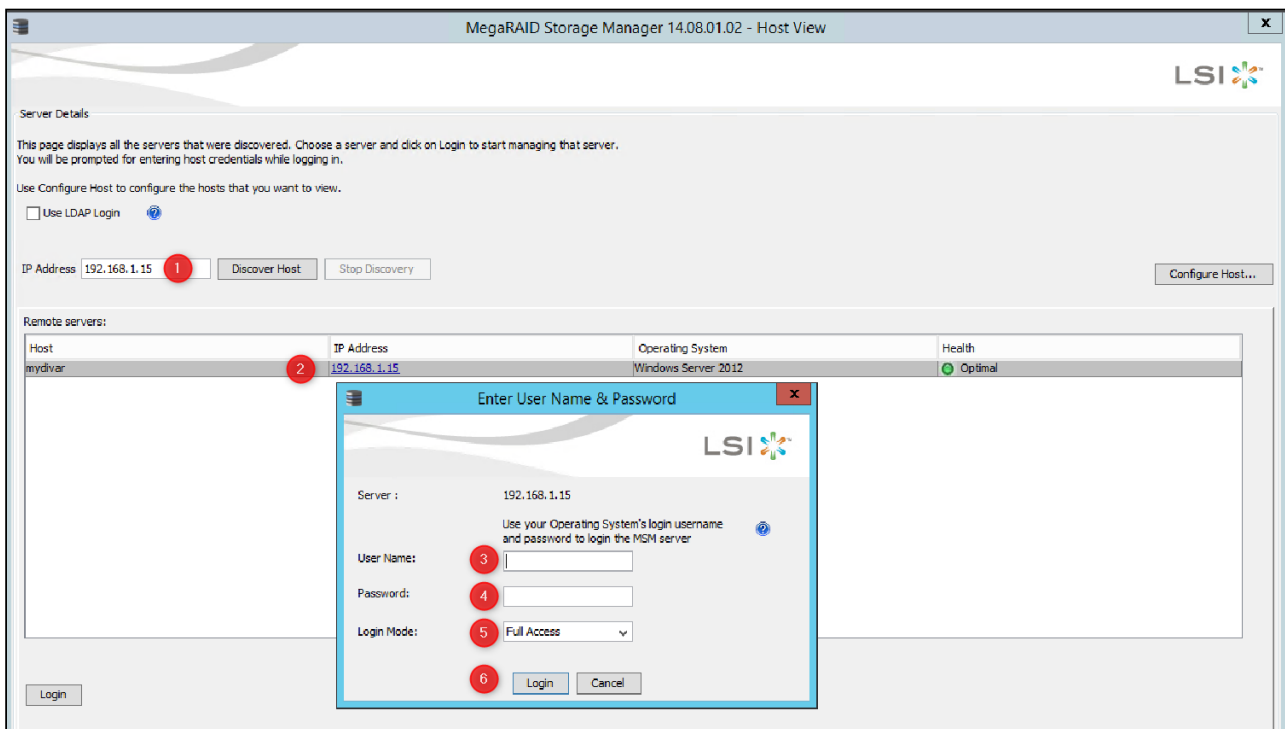 MegaRAID Storage Manager 14.08.01.02 - Host View
x
LSI
Server Details
This page displays all the servers that were discovered. Choose a server and click on Login to start managing that server.
You will be prompted for entering host credentials while logging in.
Use Configure Host to configure the hosts that you want to view.
Use LDAP Login ?
IP Address 192.168.1.15 1 Discover Host Stop Discovery
Configure Host...
Remote servers:
Host IP Address Operating System Health
mydivar 2 192.168.1.15 Windows Server 2012 Optimal
Enter User Name & Password x
LSI
Server : 192.168.1.15
Use your Operating System's login username
and password to login the MSM server ?
User Name: 3
Password: 4
Login Mode: 5 Full Access
6 Login Cancel
Login